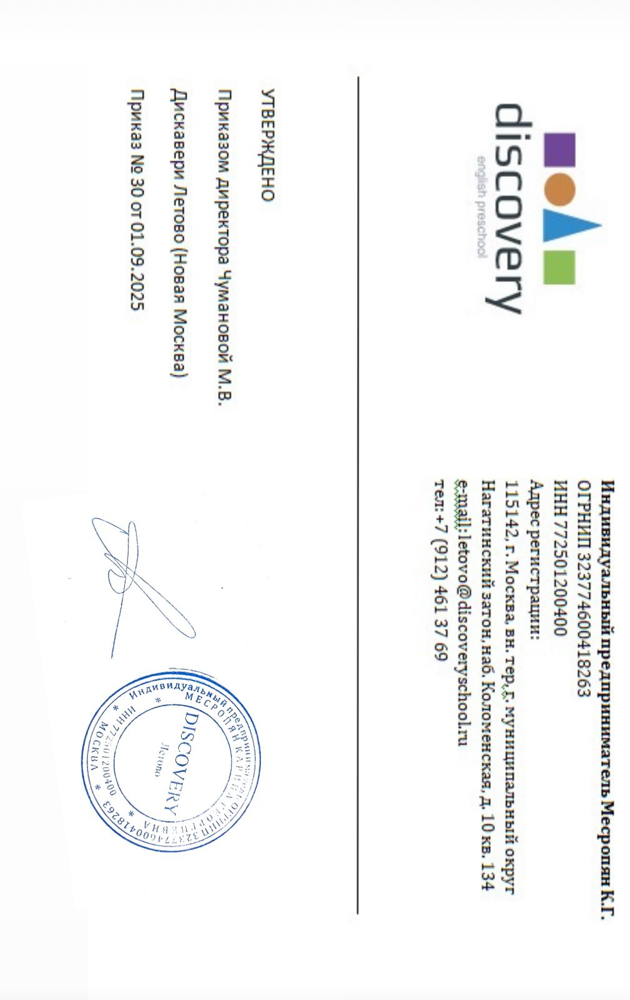 discovery
english preschool
Индивидуальный предприниматель Месропян К.Г.
ОГРНИП 323774600418263
ИНН 772501200400
Адрес регистрации:
115142, г. Москва, вн. тер. г. муниципальный округ
Нагатинский затон, наб. Коломенская, д. 10 кв. 134
e-mail: letovo@discoveryschool.ru
тел: +7 (912) 461 37 69
УТВЕРЖДЕНО
Приказом директора Чумановой М.В.
Дискавери Летово (Новая Москва)
Приказ № 30 от 01.09.2025
Индивидуальный предприниматель ОГРНИП 323774600418263
* МОСКВА *
МЕСРОПЯН КАРИНА ГЕОРГИЕВНА
* ИНН 772501200400 *
DISCOVERY
Летово